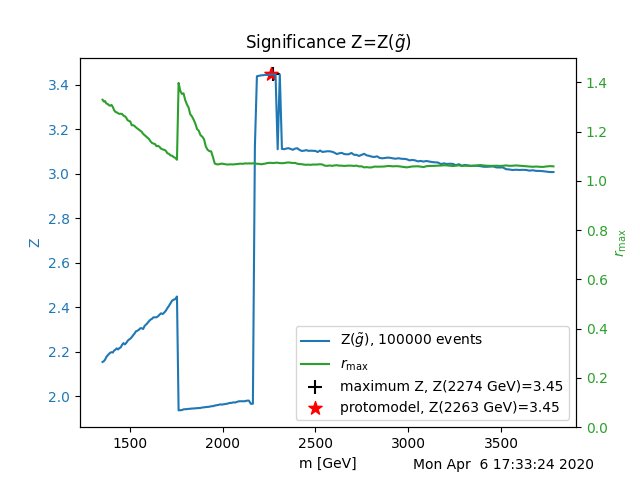 Significance Z=Z(g̃)
3.4
3.2
3.0
2.8
2.6
2.4
2.2
2.0
Z
1.4
1.2
1.0
0.8
0.6
0.4
0.2
0.0
r_max
Z(g̃), 100000 events
r_max
maximum Z, Z(2274 GeV)=3.45
protomodel, Z(2263 GeV)=3.45
1500 2000 2500 3000 3500
m [GeV]
Mon Apr 6 17:33:24 2020